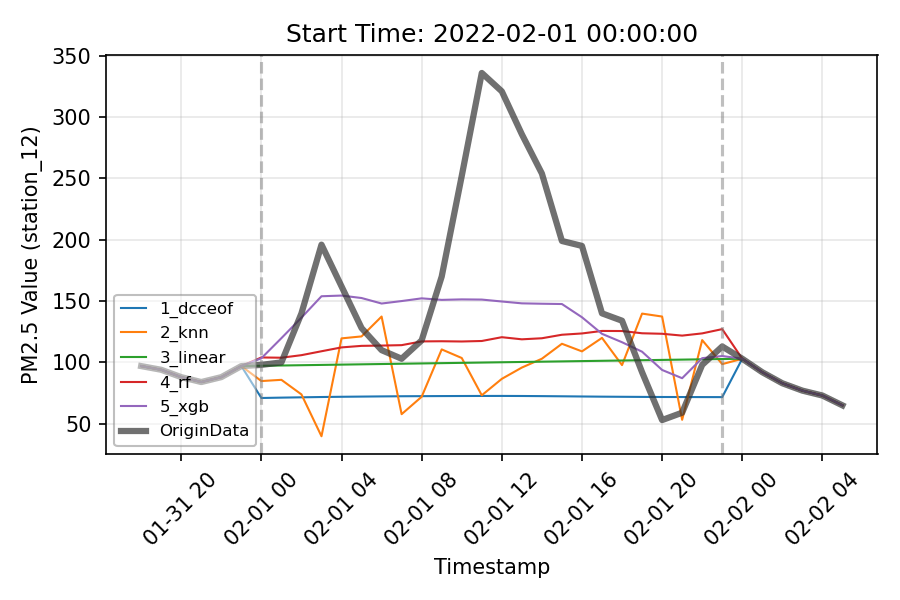 Start Time: 2022-02-01 00:00:00
PM2.5 Value (station_12)
350
300
250
200
150
100
50
1_dcceof
2_knn
3_linear
4_rf
5_xgb
OriginData
01-31 20
02-01 00
02-01 04
02-01 08
02-01 12
02-01 16
02-01 20
02-02 00
02-02 04
Timestamp